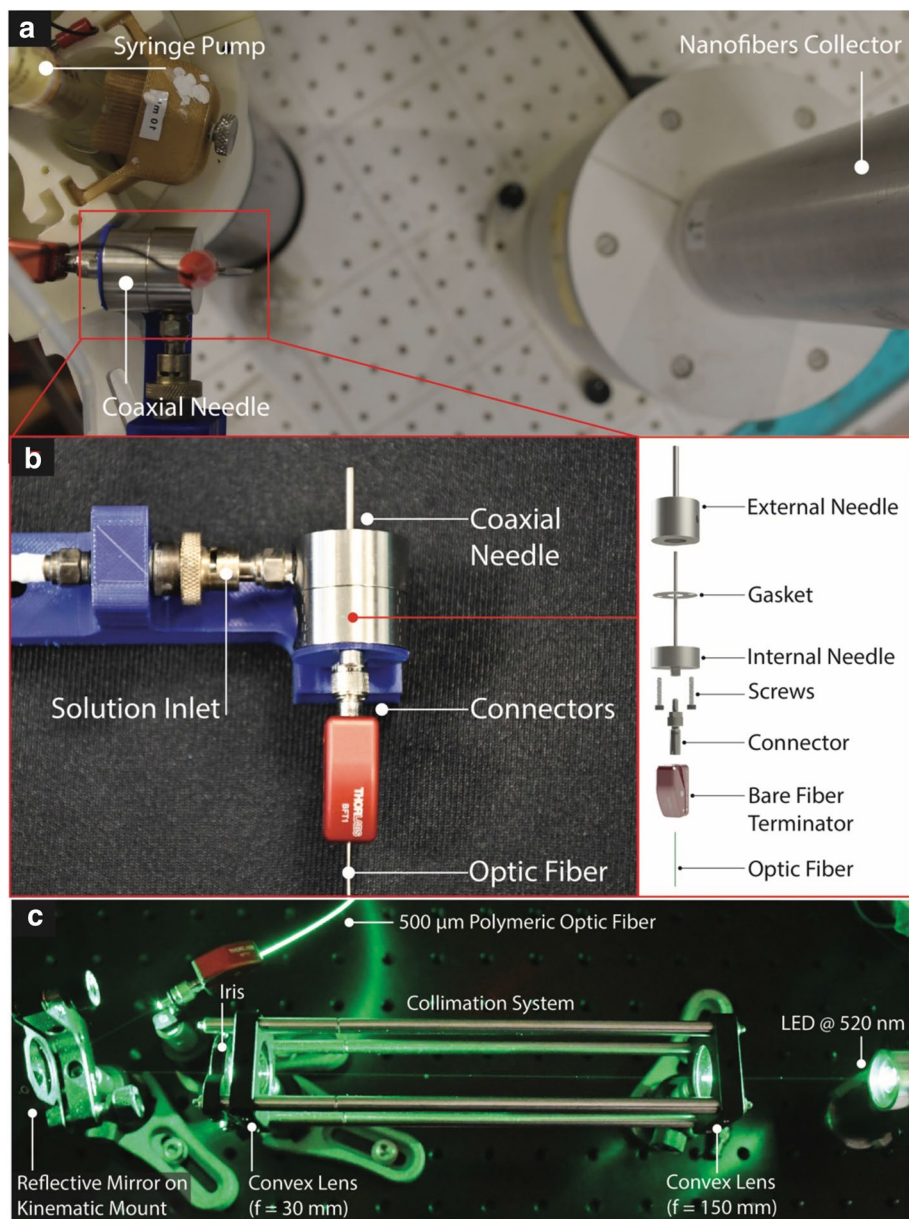 a
Syringe Pump
Nanofibers Collector
Coaxial Needle
b
Coaxial
Needle
Solution Inlet
Connectors
THORLABS
BFT1
Optic Fiber
External Needle
Gasket
Internal Needle
Screws
Connector
Bare Fiber
Terminator
Optic Fiber
c
500 µm Polymeric Optic Fiber
Iris
Collimation System
LED @ 520 nm
Reflective Mirror on
Kinematic Mount
Convex Lens
(f = 30 mm)
Convex Lens
(f = 150 mm)